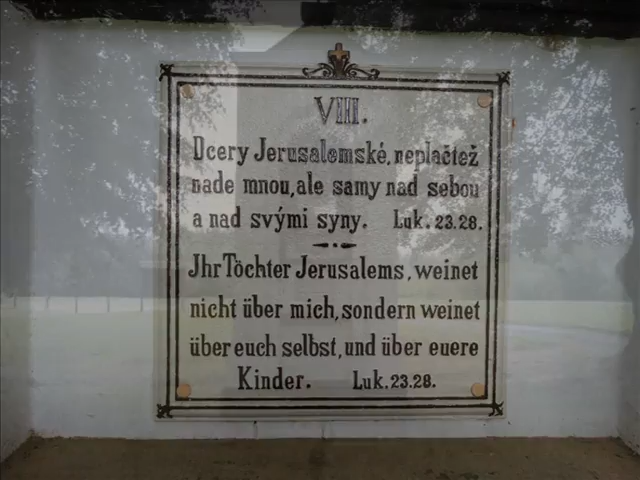 VIII.
Dcery Jerusalemské, neplačtež
nade mnou, ale samy nad sebou
a nad svými syny. Luk. 23.28.
Jhr Töchter Jerusalems, weinet
nicht über mich, sondern weinet
über euch selbst, und über euere
Kinder. Luk. 23.28.